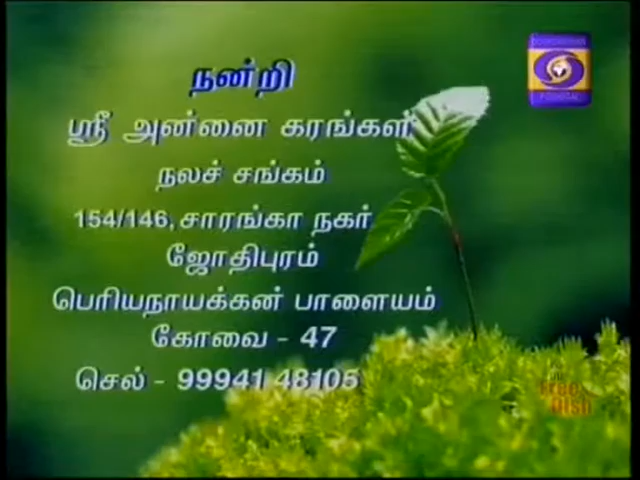 நன்றி
ஸ்ரீ அன்னை கரங்கள்
நலச் சங்கம்
154/146, சாரங்கா நகர்
ஜோதிபுரம்
பெரியநாயக்கன் பாளையம்
கோவை - 47
செல் - 99941 48105
DISH